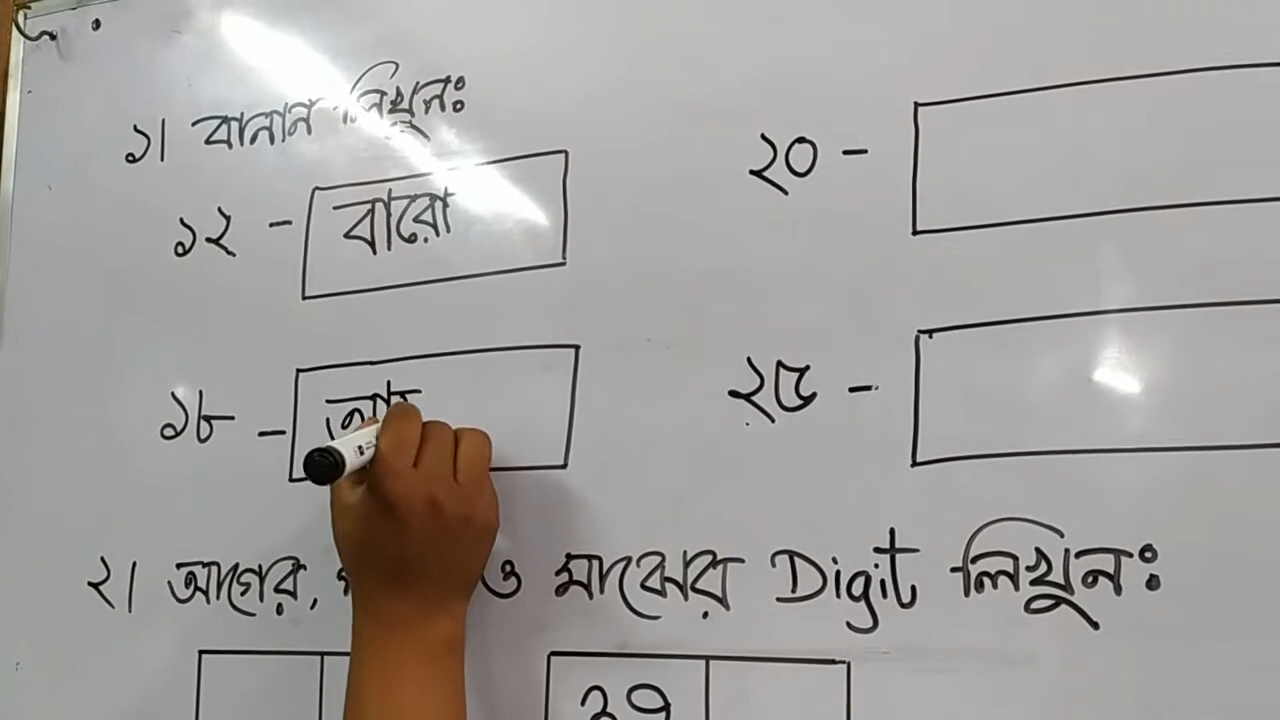 ১। বানান লিখুনঃ
১২ - বারো
১৮ -
২০ -
২৫ -
২। আগের, ও মাঝের Digit লিখুনঃ